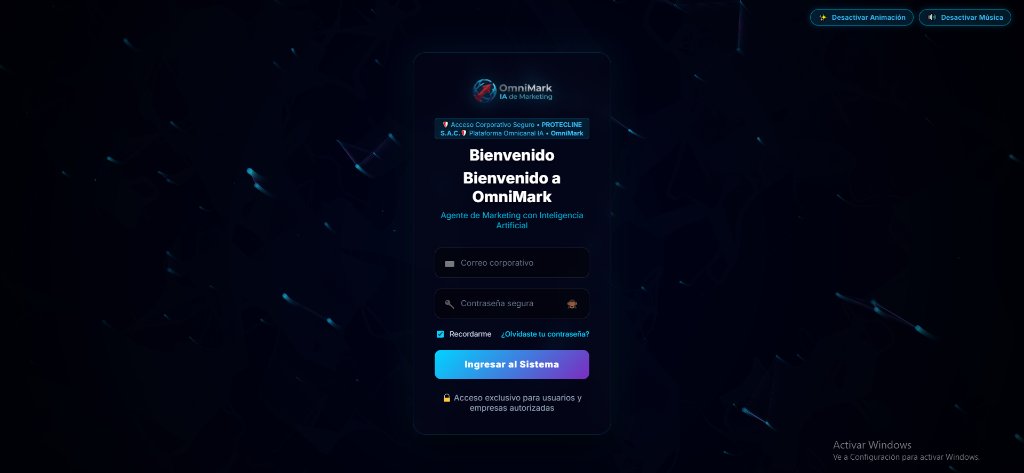 Desactivar Animación
Desactivar Música
OmniMark
IA de Marketing
Acceso Corporativo Seguro • PROTECLINE
S.A.C. Plataforma Omnicanal IA • OmniMark
Bienvenido
Bienvenido a
OmniMark
Agente de Marketing con Inteligencia
Artificial
Correo corporativo
Contraseña segura
Recordarme
¿Olvidaste tu contraseña?
Ingresar al Sistema
Acceso exclusivo para usuarios y
empresas autorizadas
Activar Windows
Ve a Configuración para activar Windows.